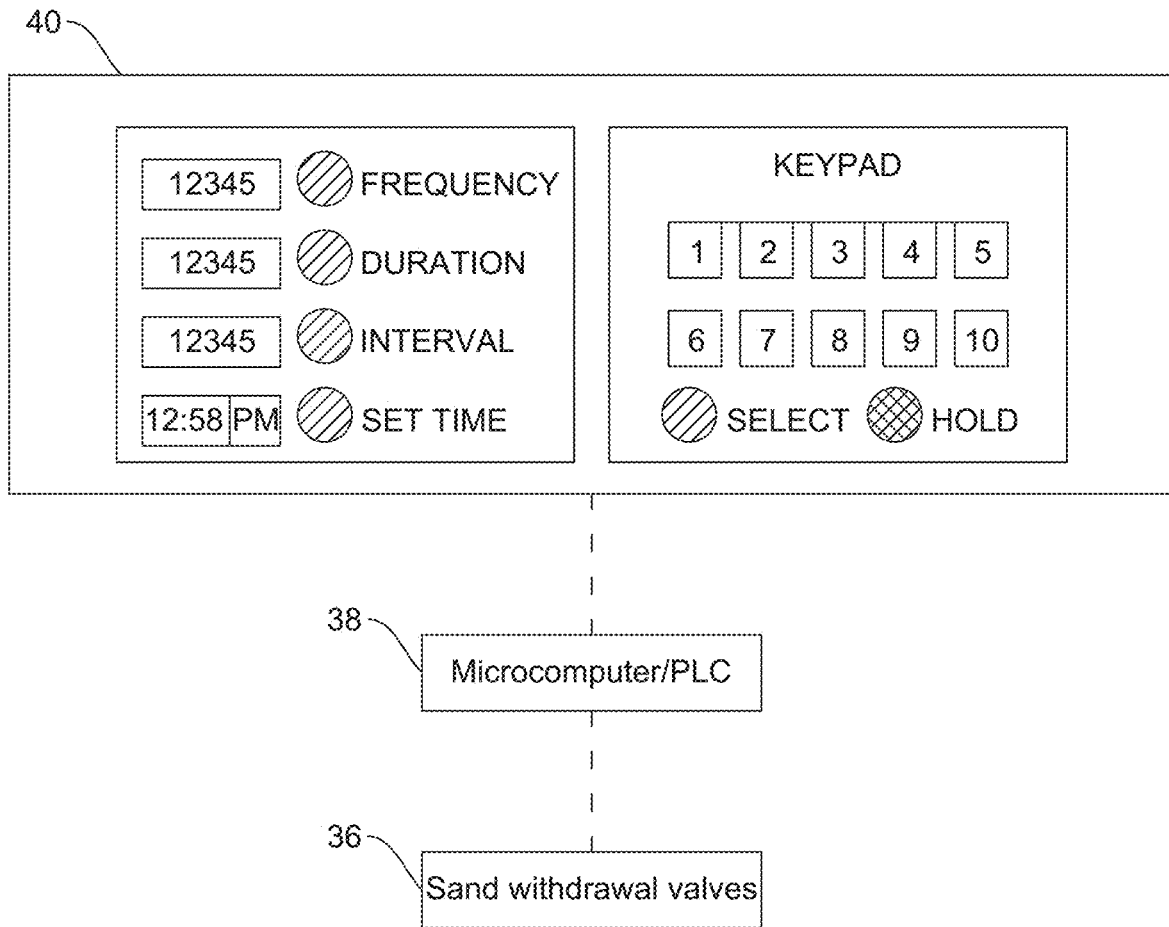 40
12345 FREQUENCY
12345 DURATION
12345 INTERVAL
12:58 PM SET TIME
KEYPAD
1 2 3 4 5
6 7 8 9 10
SELECT HOLD
38
Microcomputer/PLC
36
Sand withdrawal valves